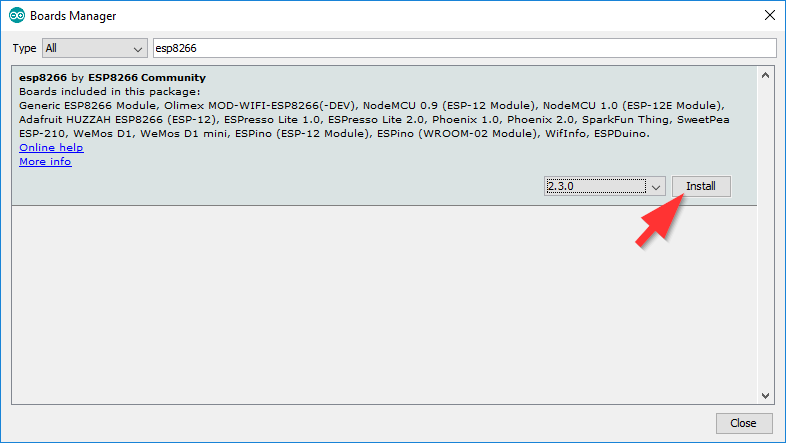 Boards Manager
Type All esp8266
esp8266 by ESP8266 Community
Boards included in this package:
Generic ESP8266 Module, Olimex MOD-WIFI-ESP8266(-DEV), NodeMCU 0.9 (ESP-12 Module), NodeMCU 1.0 (ESP-12E Module),
Adafruit HUZZAH ESP8266 (ESP-12), ESPresso Lite 1.0, ESPresso Lite 2.0, Phoenix 1.0, Phoenix 2.0, SparkFun Thing, SweetPea
ESP-210, WeMos D1, WeMos D1 mini, ESPino (ESP-12 Module), ESPino (WROOM-02 Module), WifInfo, ESPDuino.
Online help
More info
2.3.0 Install
Close